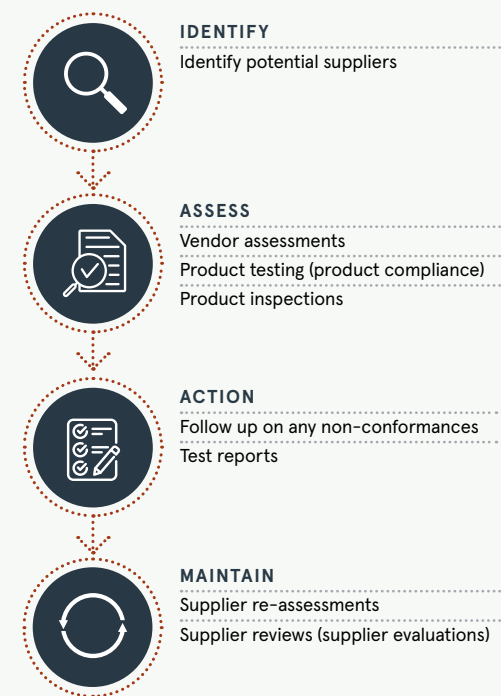 IDENTIFY
Identify potential suppliers
ASSESS
Vendor assessments
Product testing (product compliance)
Product inspections
ACTION
Follow up on any non-conformances
Test reports
MAINTAIN
Supplier re-assessments
Supplier reviews (supplier evaluations)